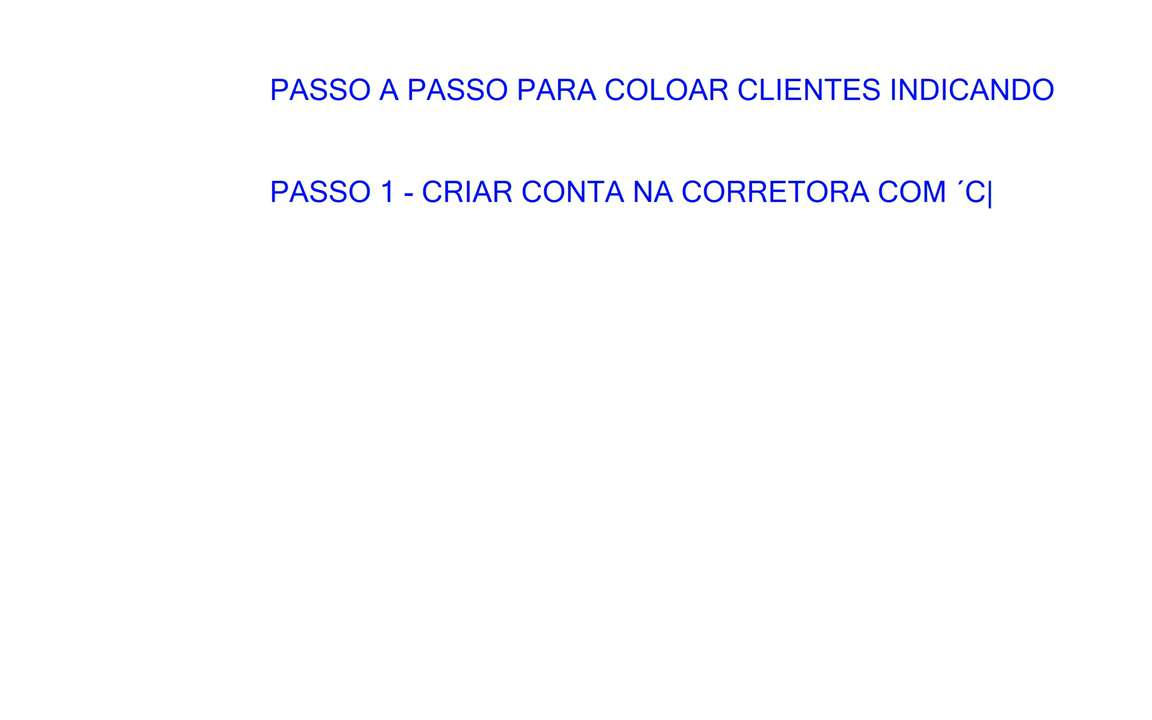 PASSO A PASSO PARA COLOAR CLIENTES INDICANDO
PASSO 1 - CRIAR CONTA NA CORRETORA COM ´C